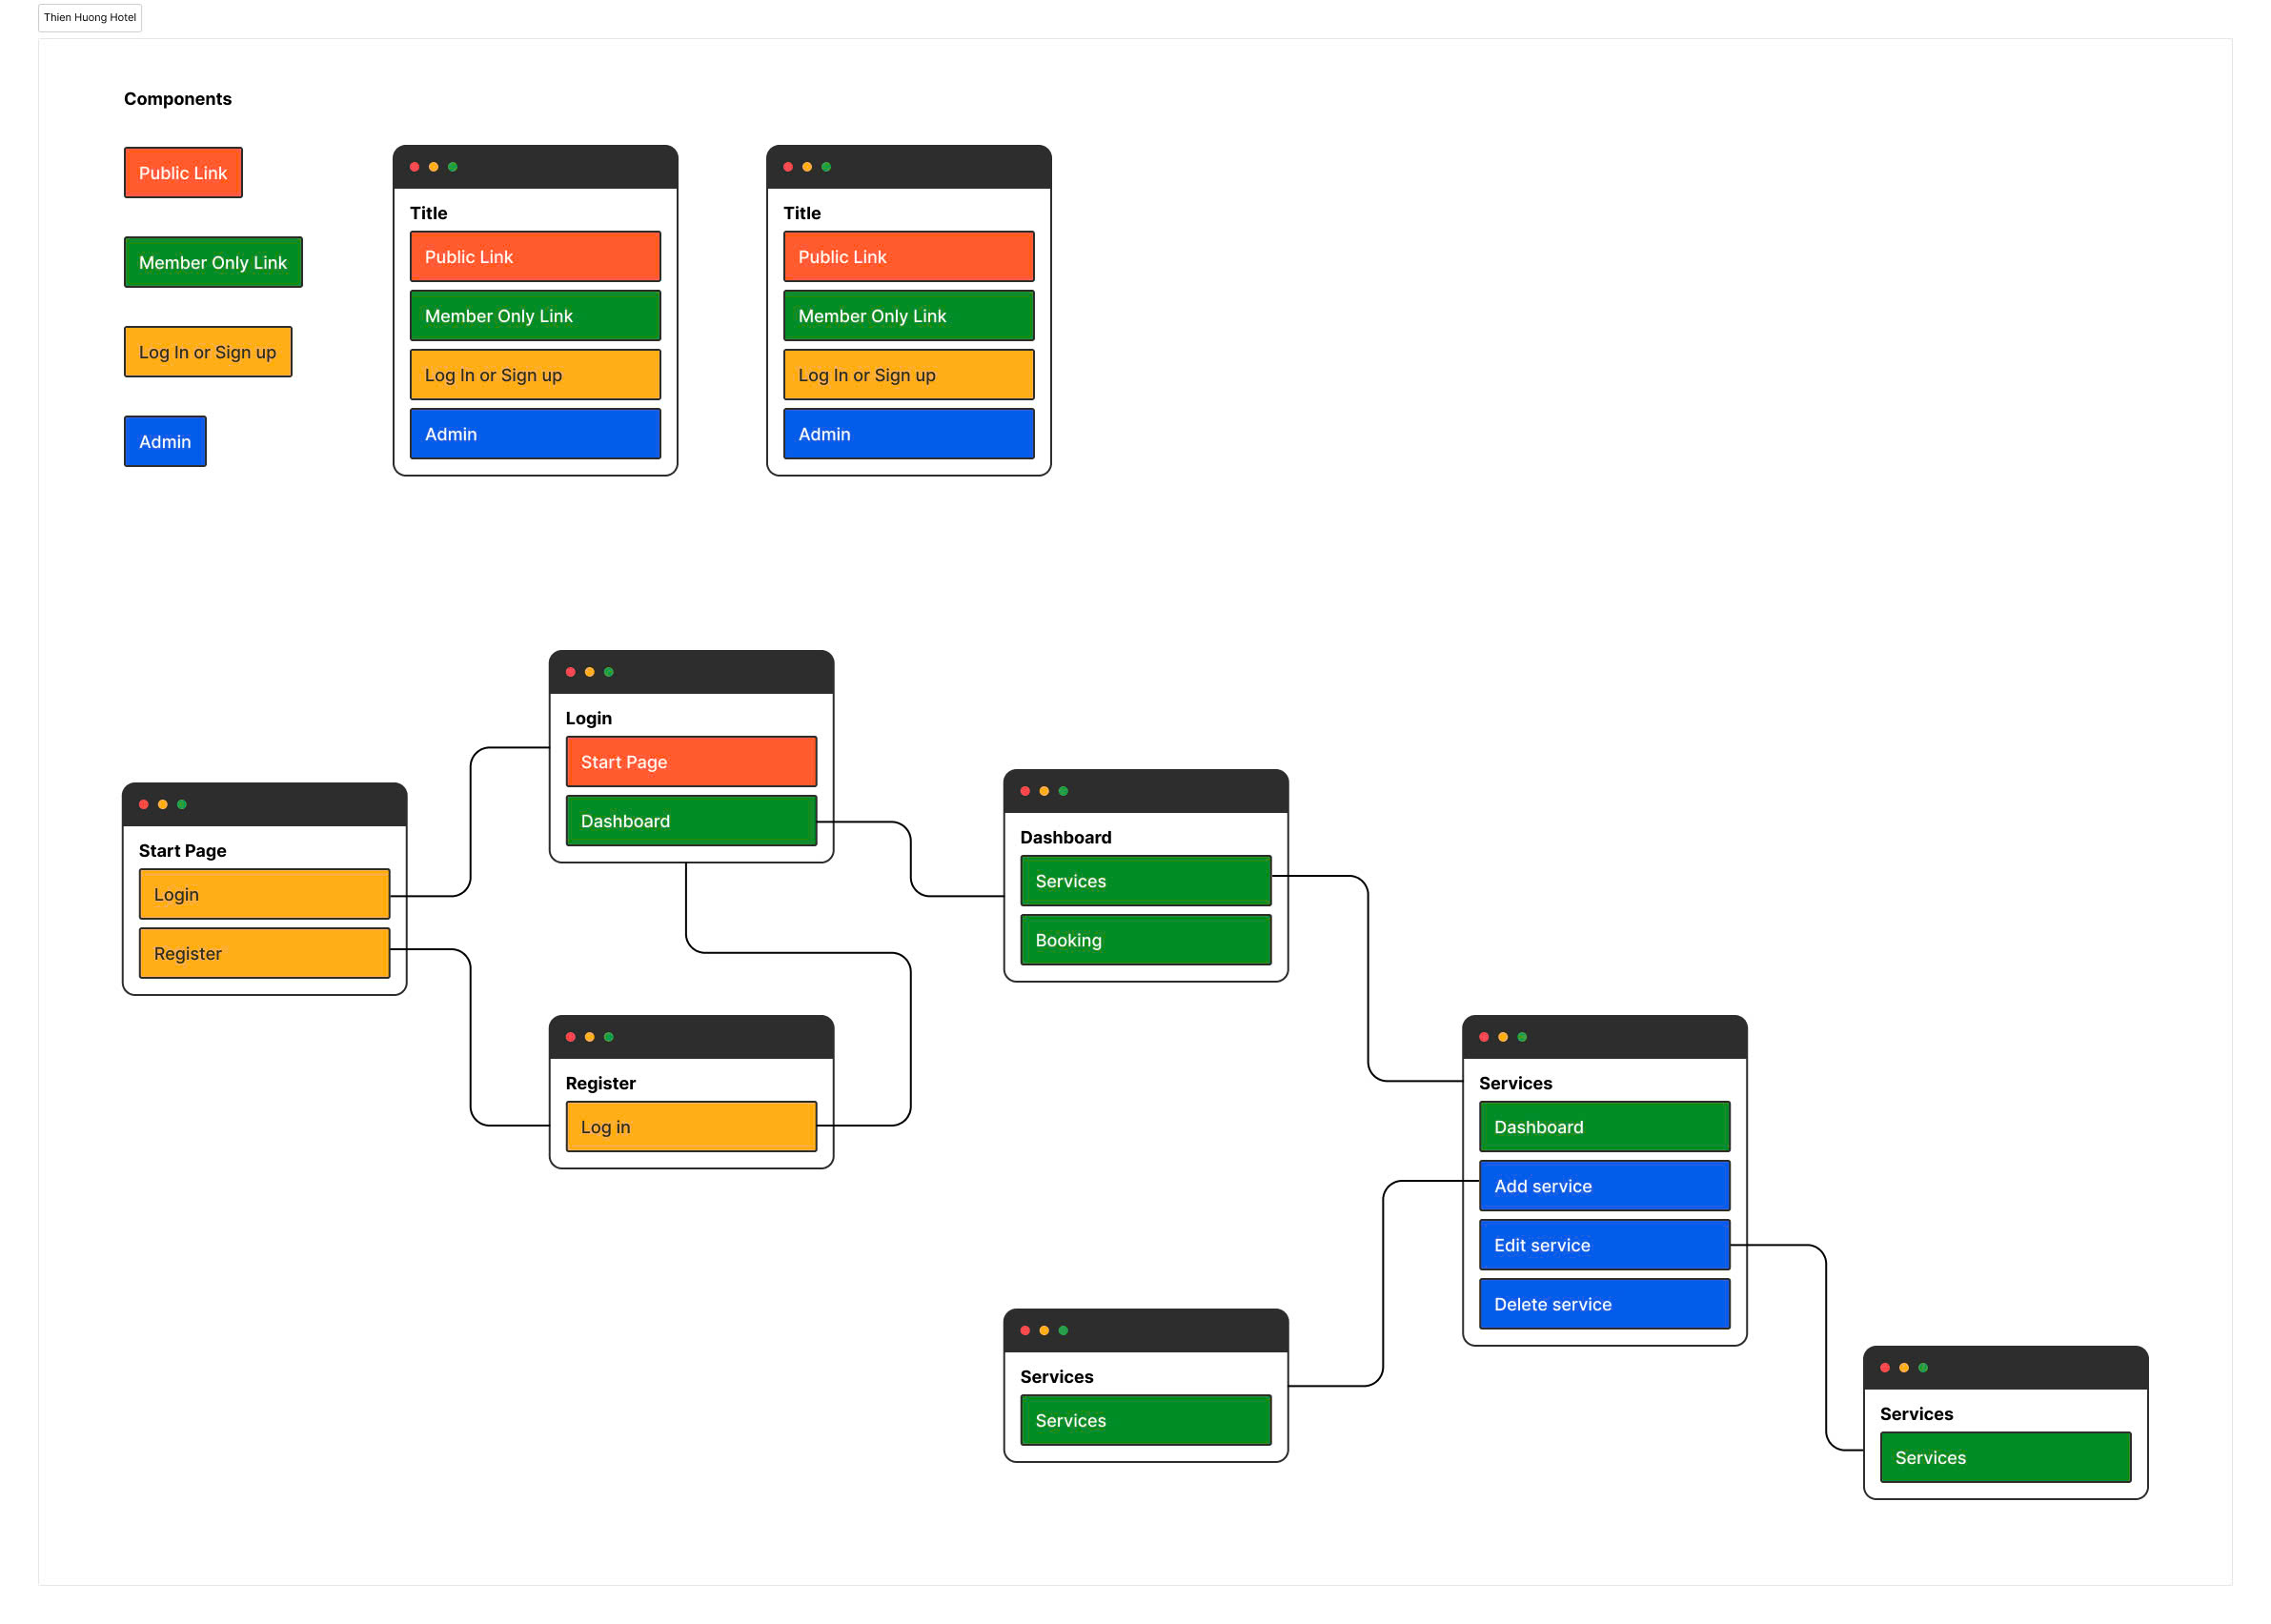 Thien Huong Hotel
Components
Public Link
Member Only Link
Log In or Sign up
Admin
Title
Public Link
Member Only Link
Log In or Sign up
Admin
Title
Public Link
Member Only Link
Log In or Sign up
Admin
Start Page
Login
Register
Login
Start Page
Dashboard
Register
Log in
Dashboard
Services
Booking
Services
Dashboard
Add service
Edit service
Delete service
Services
Services
Services
Services